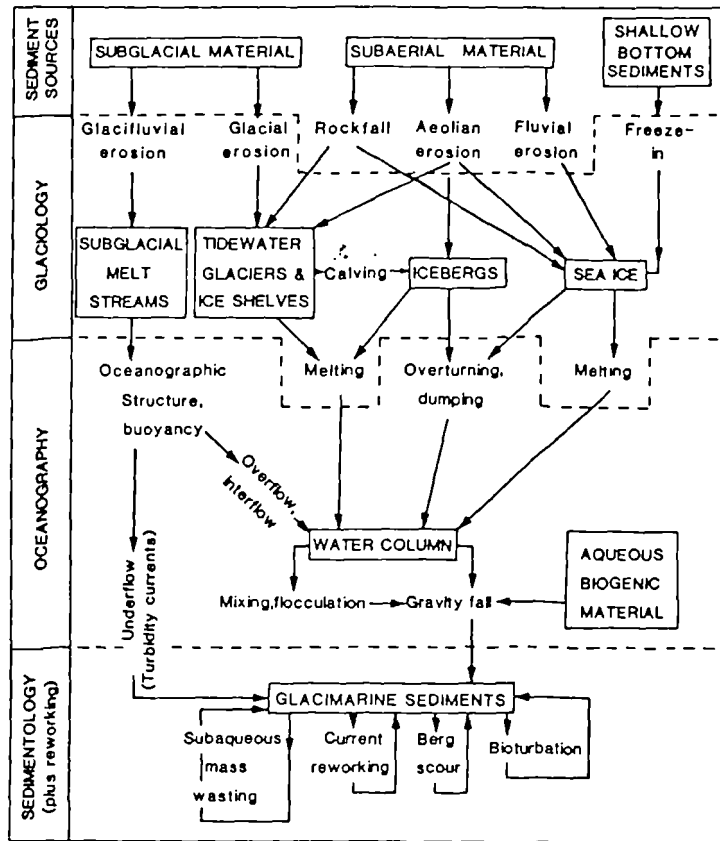 SEDIMENT
SOURCES
SUBGLACIAL MATERIAL
SUBAERIAL MATERIAL
SHALLOW
BOTTOM
SEDIMENTS
GLACIOLOGY
Glacifluvial
erosion
Glacial
erosion
Rockfall
Aeolian
erosion
Fluvial
erosion
Freeze-
in
SUBGLACIAL
MELT
STREAMS
TIDEWATER
GLACIERS &
ICE SHELVES
Calving
ICEBERGS
SEA ICE
OCEANOGRAPHY
Oceanographic
Structure,
buoyancy
Melting
Overturning,
dumping
Melting
Overflow,
interflow
Underflow
(Turbidity currents)
WATER COLUMN
Mixing,flocculation
Gravity fall
AQUEOUS
BIOGENIC
MATERIAL
SEDIMENTOLOGY
(plus reworking)
GLACIMARINE SEDIMENTS
Subaqueous
mass
wasting
Current
reworking
Berg
scour
Bioturbation